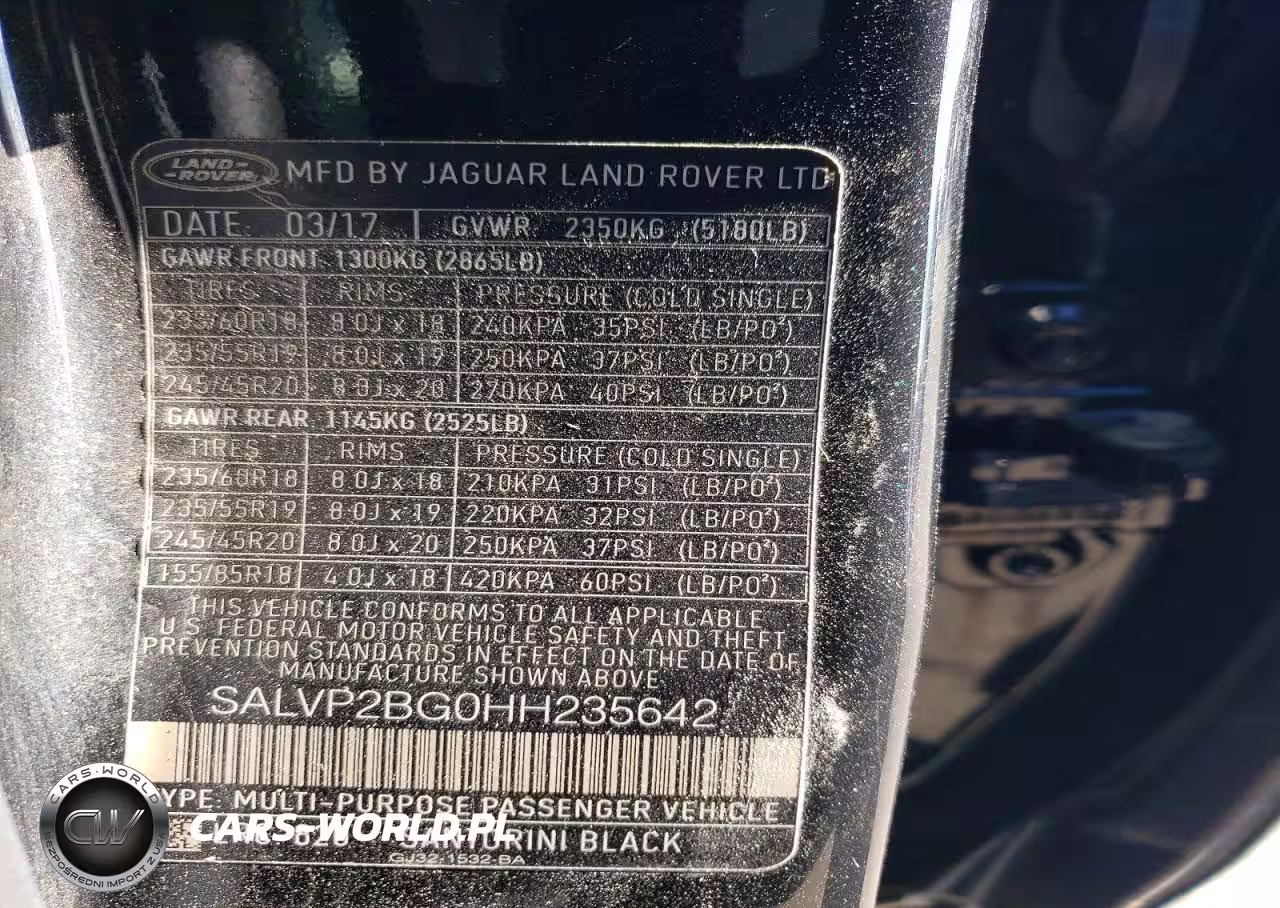 LAND-ROVER MFD BY JAGUAR LAND ROVER LTD
DATE: 03/17 GVWR 2350KG (5180LB)
GAWR FRONT 1300KG (2865LB)
TIRES RIMS PRESSURE (COLD SINGLE)
235/60R18 8.0J x 18 240KPA 35PSI (LB/PO²)
235/55R19 8.0J x 19 250KPA 37PSI (LB/PO²)
245/45R20 8.0J x 20 270KPA 40PSI (LB/PO²)
GAWR REAR 1145KG (2525LB)
TIRES RIMS PRESSURE (COLD SINGLE)
235/60R18 8.0J x 18 210KPA 31PSI (LB/PO²)
235/55R19 8.0J x 19 220KPA 32PSI (LB/PO²)
245/45R20 8.0J x 20 250KPA 37PSI (LB/PO²)
155/85R18 4.0J x 18 420KPA 60PSI (LB/PO²)
THIS VEHICLE CONFORMS TO ALL APPLICABLE
U.S. FEDERAL MOTOR VEHICLE SAFETY AND THEFT
PREVENTION STANDARDS IN EFFECT ON THE DATE OF
MANUFACTURE SHOWN ABOVE
SALVP2BG0HH235642
YPE: MULTI-PURPOSE PASSENGER VEHICLE
SANTORINI BLACK
GJ32 1532 BA
CARS-WORLD
CW
BEZPOŚREDNI IMPORT Z USA
CARS-WORLD.PL